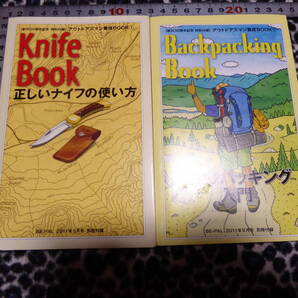 10
20
アウトドアズマン養成BOOK
Knife
Book
正しいナイフの使い方
BE-PAL 2011年5月号 別冊付録
アウトドアズマン養成BOOK
Backpacking
Book
バッキング
入門
BE-PAL 2011年6月号 別冊付録